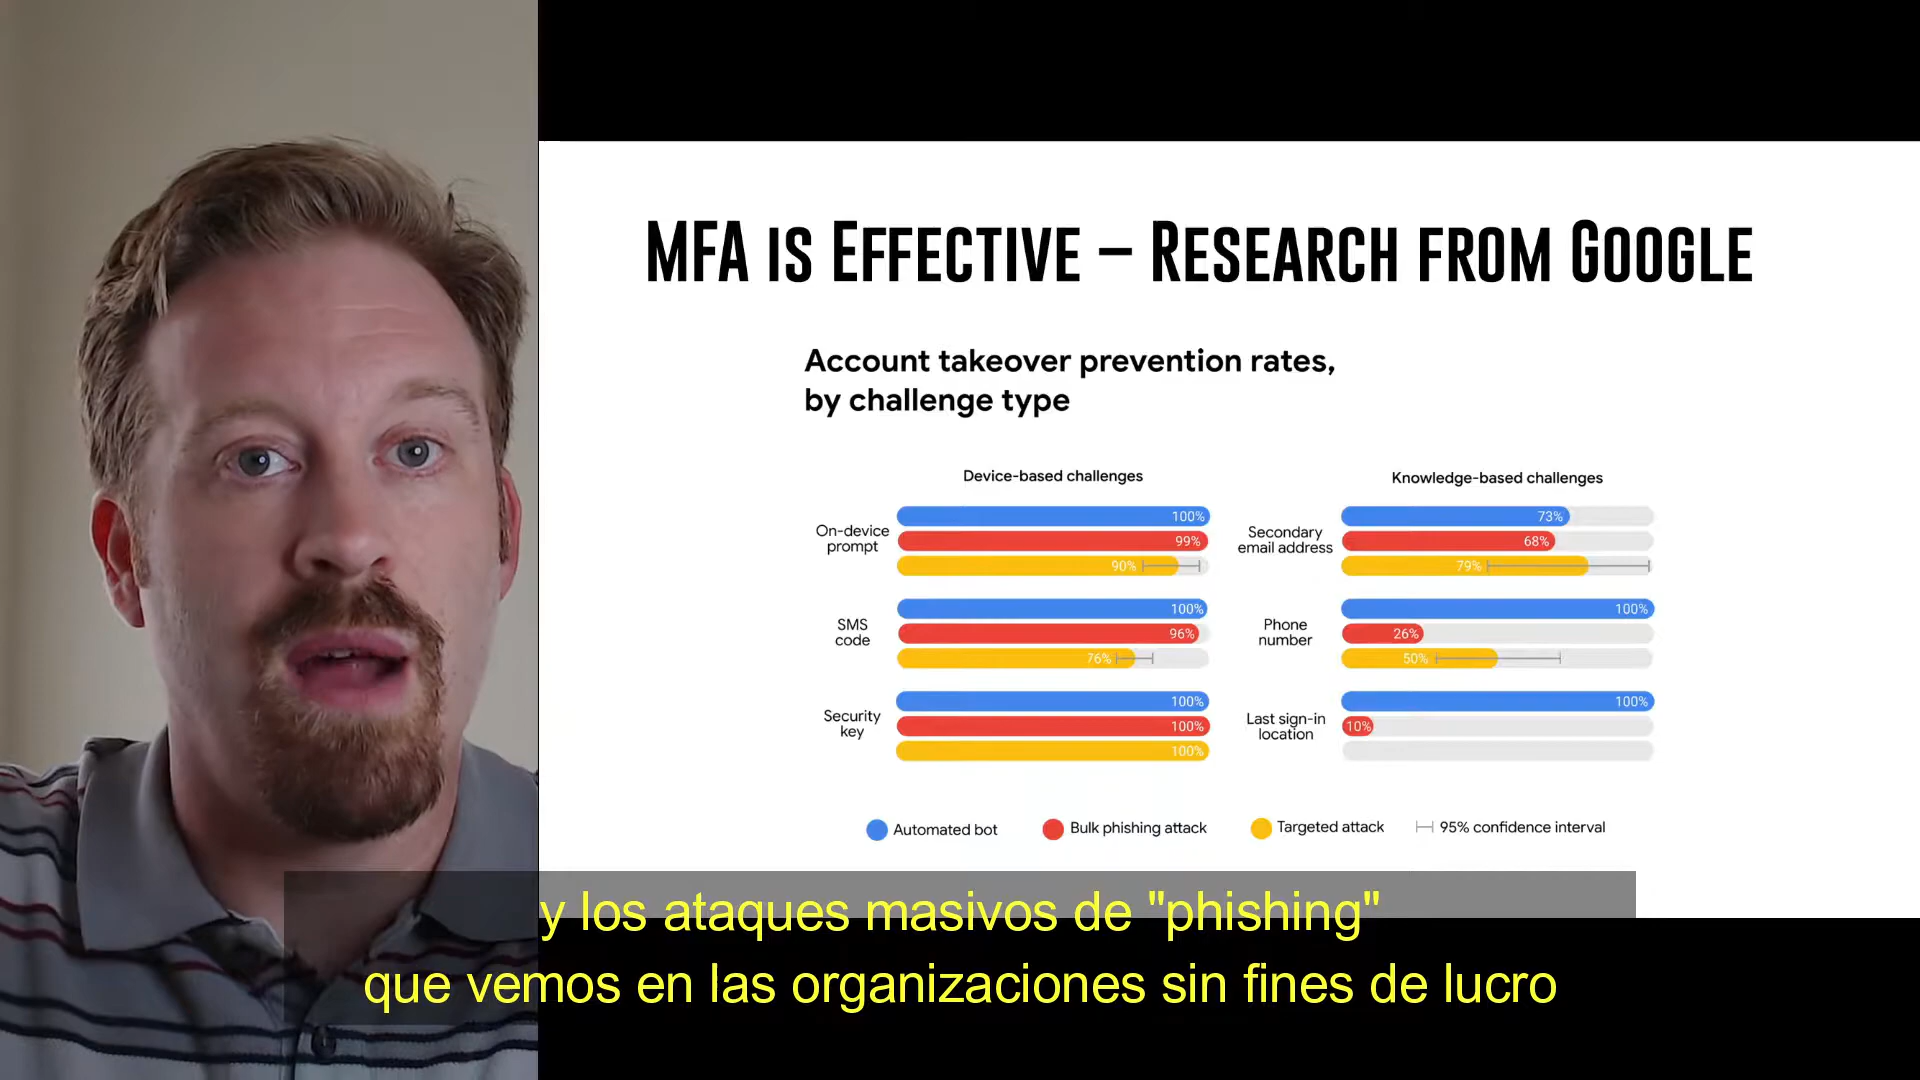 MFA IS EFFECTIVE – RESEARCH FROM GOOGLE
Account takeover prevention rates,
by challenge type
Device-based challenges
On-device
prompt
100%
99%
90%
SMS
code
100%
96%
76%
Security
key
100%
100%
100%
Knowledge-based challenges
Secondary
email address
73%
68%
79%
Phone
number
100%
26%
50%
Last sign-in
location
100%
10%
Automated bot
Bulk phishing attack
Targeted attack
95% confidence interval
y los ataques masivos de "phishing"
que vemos en las organizaciones sin fines de lucro